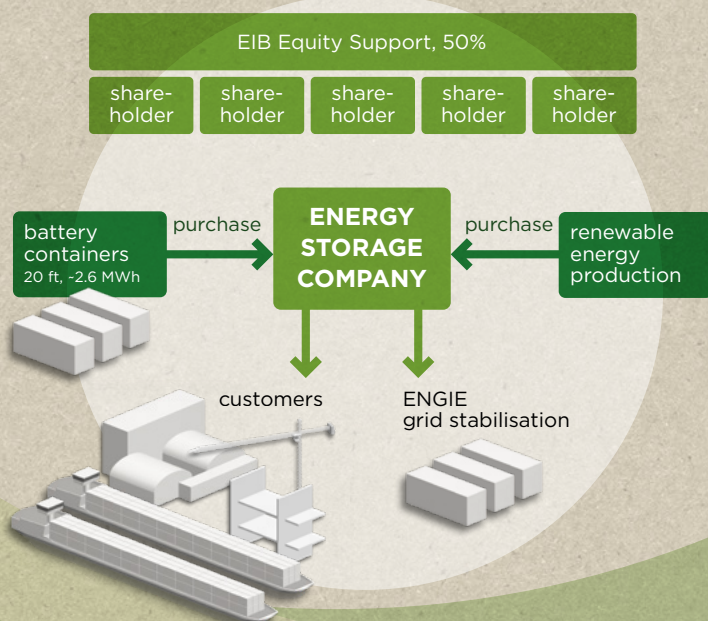 EIB Equity Support, 50%
share-
holder
share-
holder
share-
holder
share-
holder
share-
holder
battery
containers
20 ft, ~2.6 MWh
purchase
ENERGY
STORAGE
COMPANY
purchase
renewable
energy
production
customers
ENGIE
grid stabilisation